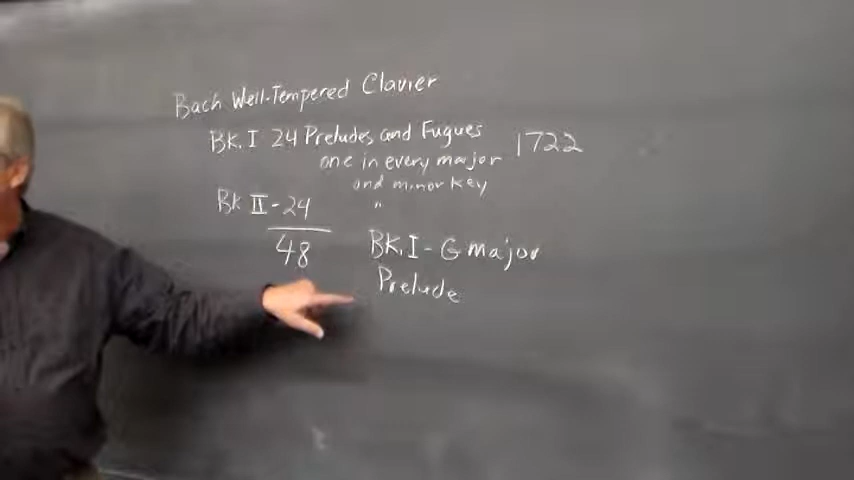 Bach Well-Tempered Clavier
BK. I 24 Preludes and Fugues 1722
one in every major
and minor key
BK II - 24 "
48
BK. I - G major
Prelude